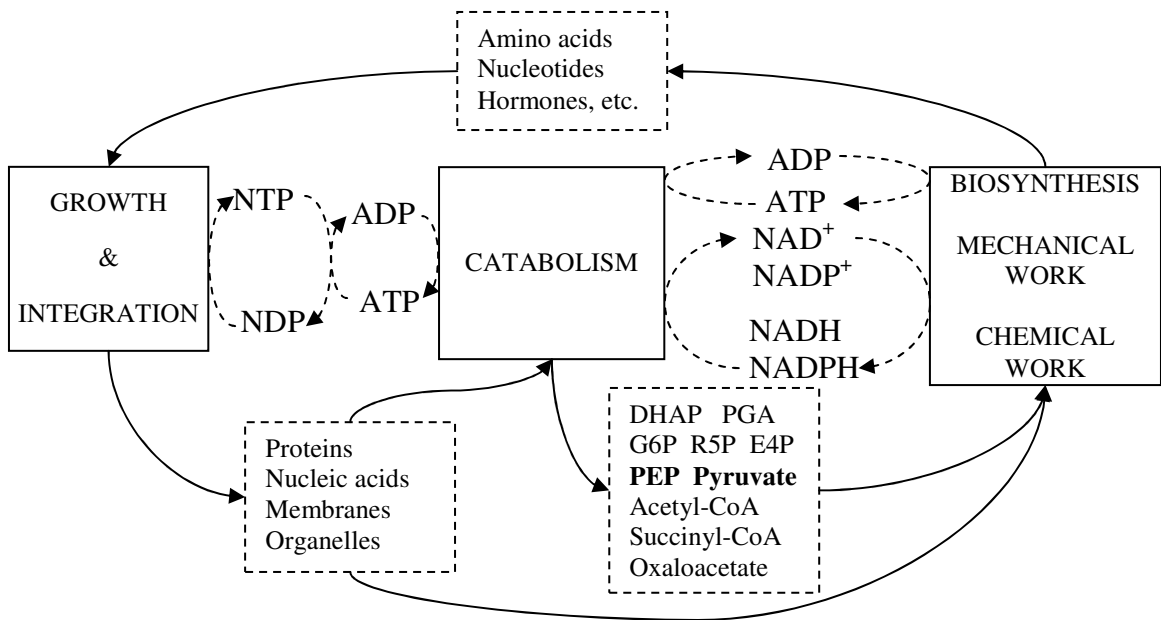 Amino acids
Nucleotides
Hormones, etc.
GROWTH
&
INTEGRATION
NTP
NDP
ADP
ATP
CATABOLISM
ADP
ATP
NAD⁺
NADP⁺
NADH
NADPH
BIOSYNTHESIS
MECHANICAL
WORK
CHEMICAL
WORK
Proteins
Nucleic acids
Membranes
Organelles
DHAP PGA
G6P R5P E4P
PEP Pyruvate
Acetyl-CoA
Succinyl-CoA
Oxaloacetate